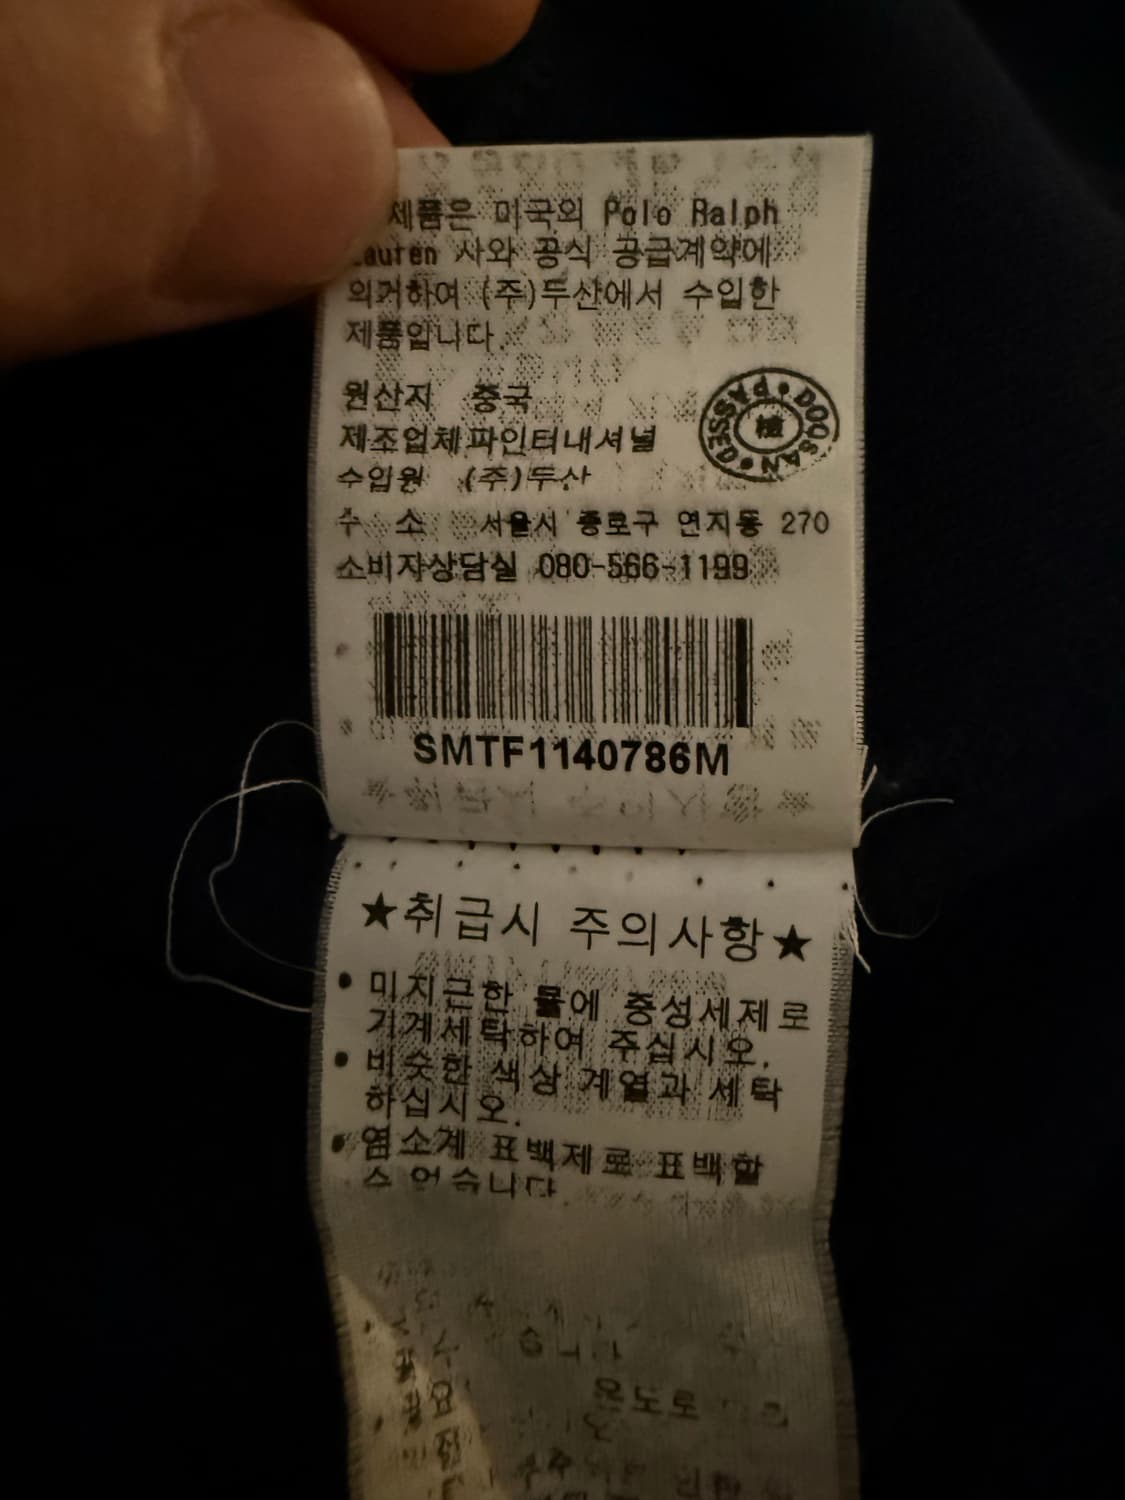 제품은 미국의 Polo Ralph
Lauren 사와 공식 공급계약에
의거하여 (주)두산에서 수입한
제품입니다.
원산지 중국
제조업체 파인터내셔널
수입원 (주)두산
주 소 서울시 종로구 연지동 270
소비자상담실 080-566-1199
DOOSAN • PASSED •
檢
SMTF1140786M
★취급시 주의사항★
• 미지근한 물에 중성세제로
기계세탁하여 주십시오.
• 비슷한 색상 계열과 세탁
하십시오.
• 염소계 표백제로 표백할
수 없습니다.
온도로